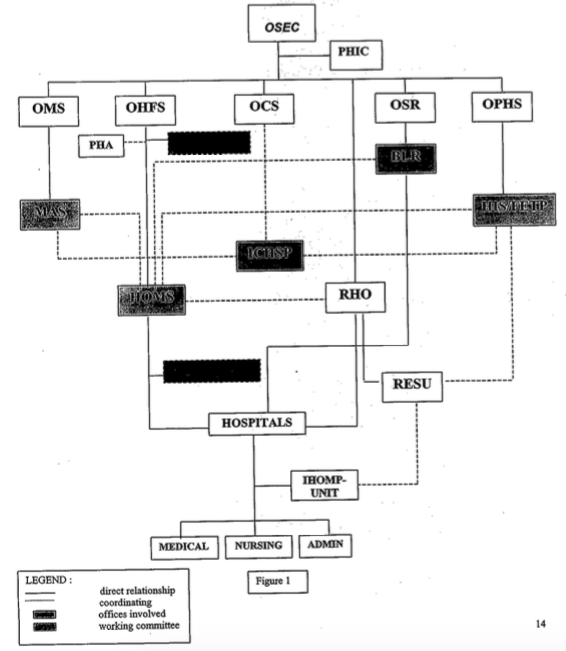 OSEC
PHIC
OMS
OHFS
OCS
OSR
OPHS
PHA
BLR
MAS
HIS/FETP
ICHSP
HOMS
RHO
RESU
HOSPITALS
IHOMP-
UNIT
MEDICAL
NURSING
ADMIN
LEGEND :
direct relationship
coordinating
offices involved
working committee
Figure 1
14